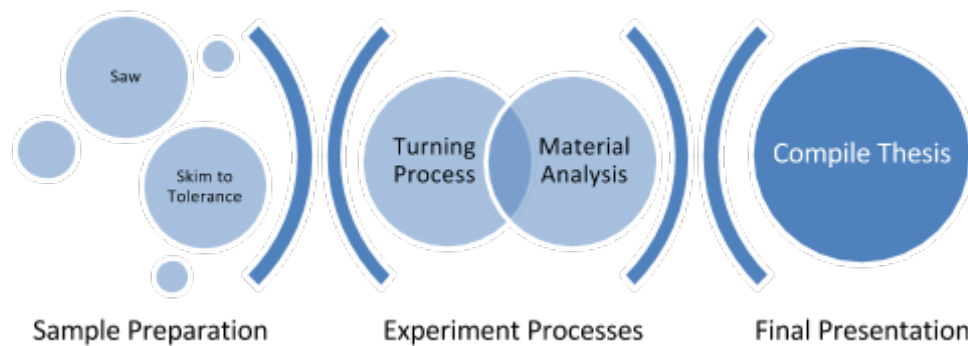 Saw
Skim to
Tolerance
Turning
Process
Material
Analysis
Compile Thesis
Sample Preparation
Experiment Processes
Final Presentation